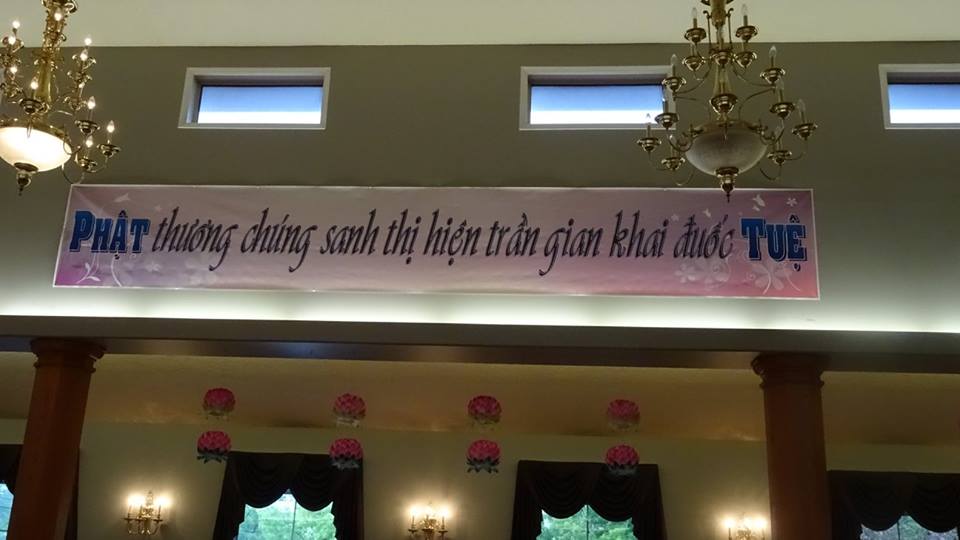 PHẬT thương chúng sanh thị hiện trần gian khai đuốc TUỆ